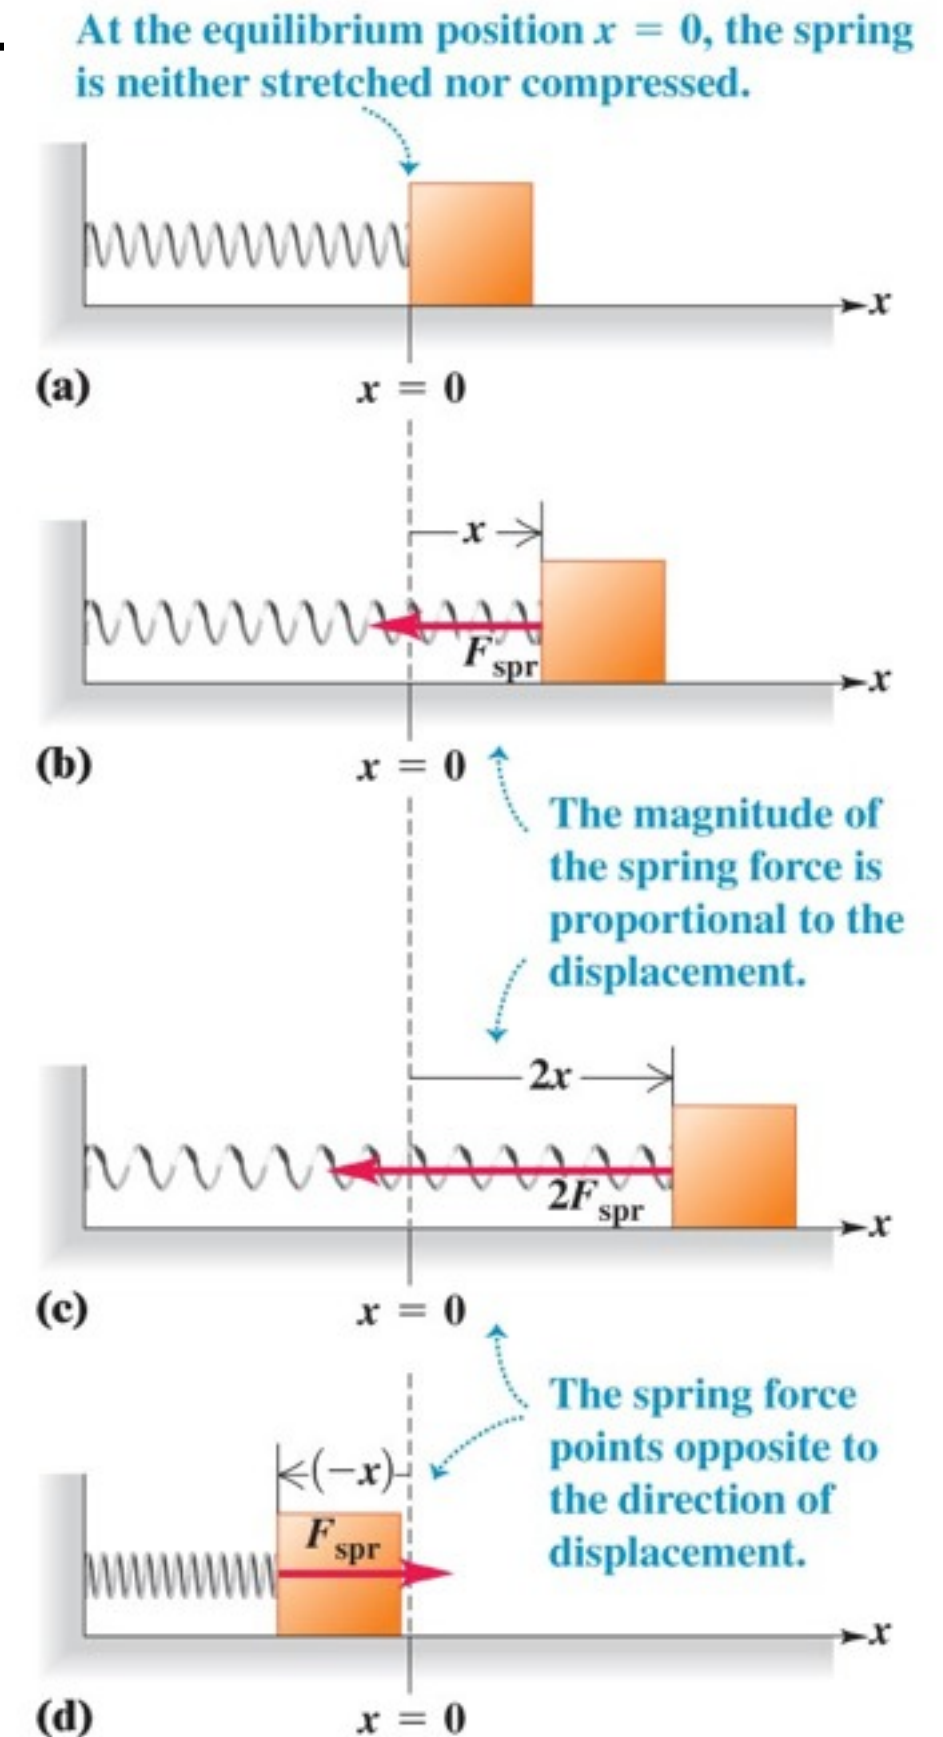 At the equilibrium position x = 0, the spring
is neither stretched nor compressed.
x
(a)
x = 0
x
F spr
x
(b)
x = 0
The magnitude of
the spring force is
proportional to the
displacement.
2x
2F spr
x
(c)
x = 0
The spring force
points opposite to
the direction of
displacement.
(−x)
F spr
x
(d)
x = 0